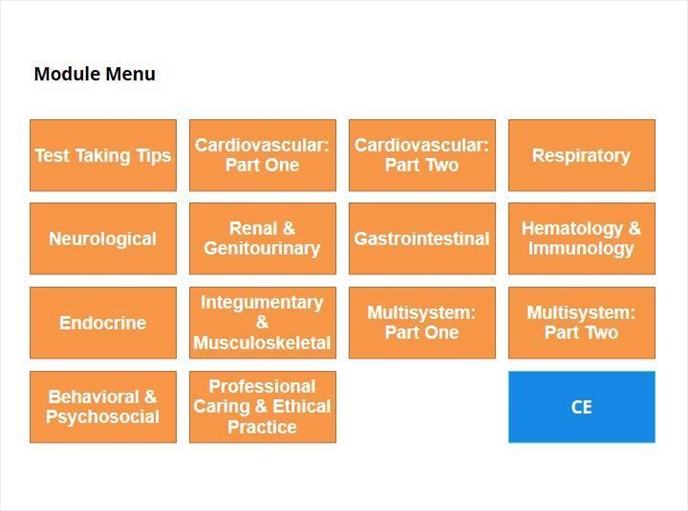 Module Menu
Test Taking Tips
Cardiovascular:
Part One
Cardiovascular:
Part Two
Respiratory
Neurological
Renal &
Genitourinary
Gastrointestinal
Hematology &
Immunology
Endocrine
Integumentary
&
Musculoskeletal
Multisystem:
Part One
Multisystem:
Part Two
Behavioral &
Psychosocial
Professional
Caring & Ethical
Practice
CE